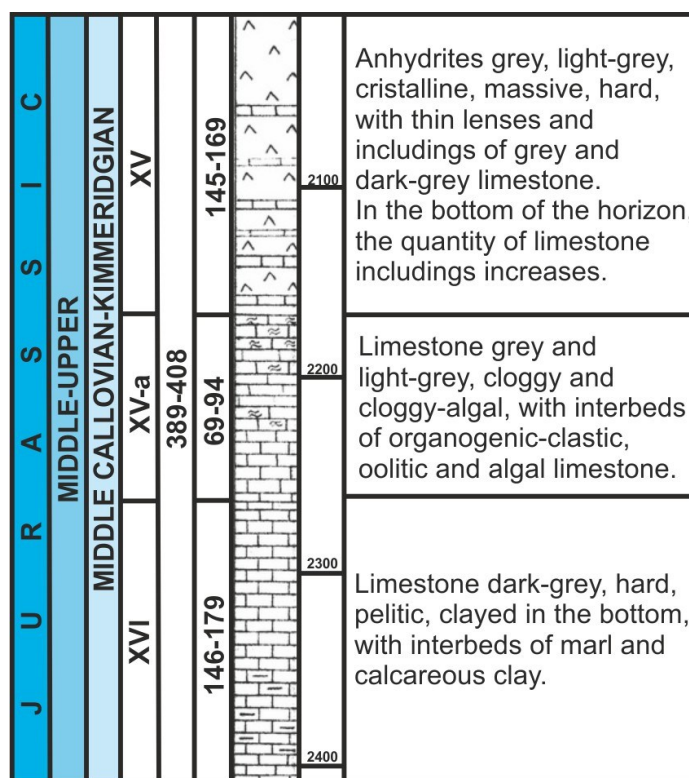 JURASSIC
MIDDLE-UPPER
MIDDLE CALLOVIAN-KIMMERIDGIAN
XV
XV-a
XVI
389-408
145-169
69-94
146-179
2100
2200
2300
2400
Anhydrites grey, light-grey,
cristalline, massive, hard,
with thin lenses and
includings of grey and
dark-grey limestone.
In the bottom of the horizon,
the quantity of limestone
includings increases.
Limestone grey and
light-grey, cloggy and
cloggy-algal, with interbeds
of organogenic-clastic,
oolitic and algal limestone.
Limestone dark-grey, hard,
pelitic, clayed in the bottom,
with interbeds of marl and
calcareous clay.